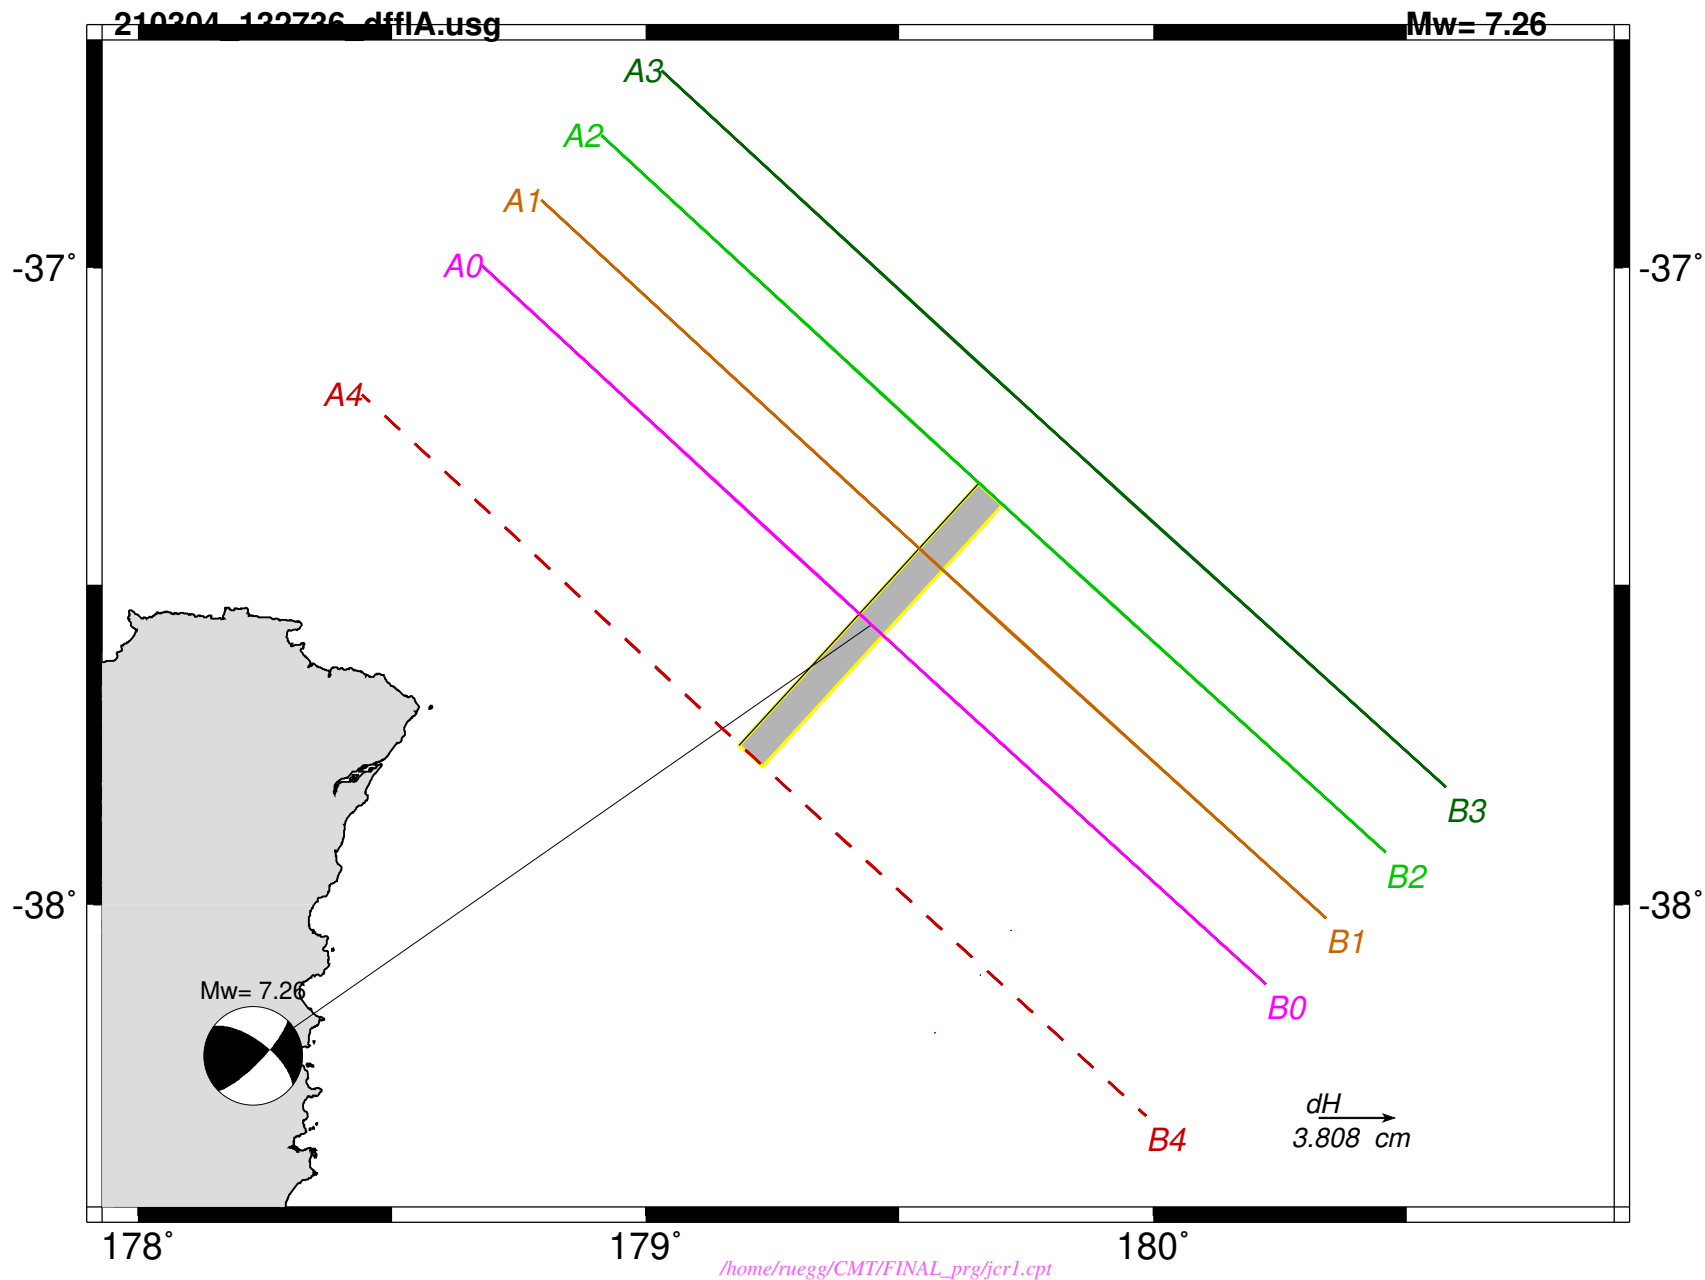 210304_132736_dfflA.usg
Mw= 7.26
A3
A2
A1
A0
A4
-37˚
-37˚
-38˚
-38˚
B3
B2
B1
B0
B4
Mw= 7.26
dH
3.808 cm
178˚
179˚
180˚
/home/ruegg/CMT/FINAL_prg/jcr1.cpt